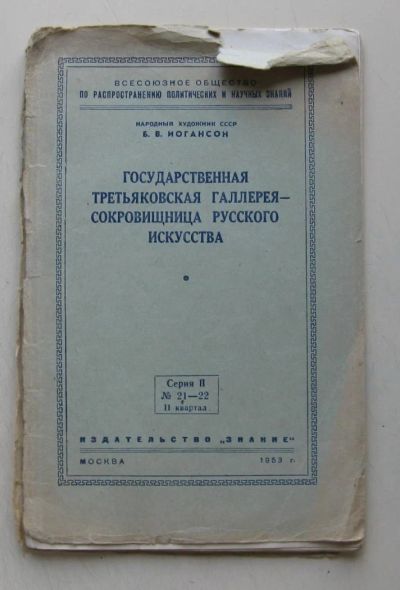 ВСЕСОЮЗНОЕ ОБЩЕСТВО
ПО РАСПРОСТРАНЕНИЮ ПОЛИТИЧЕСКИХ И НАУЧНЫХ ЗНАНИЙ
НАРОДНЫЙ ХУДОЖНИК СССР
Б. В. ИОГАНСОН
ГОСУДАРСТВЕННАЯ
ТРЕТЬЯКОВСКАЯ ГАЛЛЕРЕЯ—
СОКРОВИЩНИЦА РУССКОГО
ИСКУССТВА
Серия II
№ 21—22
II квартал
ИЗДАТЕЛЬСТВО „ЗНАНИЕ"
МОСКВА 1953 г.